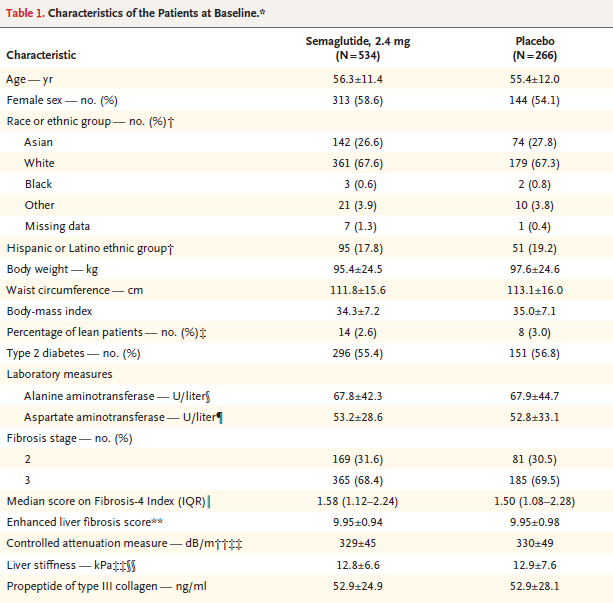 Table 1. Characteristics of the Patients at Baseline.*
Characteristic Semaglutide, 2.4 mg (N=534) Placebo (N=266)
Age — yr 56.3±11.4 55.4±12.0
Female sex — no. (%) 313 (58.6) 144 (54.1)
Race or ethnic group — no. (%)†
Asian 142 (26.6) 74 (27.8)
White 361 (67.6) 179 (67.3)
Black 3 (0.6) 2 (0.8)
Other 21 (3.9) 10 (3.8)
Missing data 7 (1.3) 1 (0.4)
Hispanic or Latino ethnic group† 95 (17.8) 51 (19.2)
Body weight — kg 95.4±24.5 97.6±24.6
Waist circumference — cm 111.8±15.6 113.1±16.0
Body-mass index 34.3±7.2 35.0±7.1
Percentage of lean patients — no. (%)‡ 14 (2.6) 8 (3.0)
Type 2 diabetes — no. (%) 296 (55.4) 151 (56.8)
Laboratory measures
Alanine aminotransferase — U/liter§ 67.8±42.3 67.9±44.7
Aspartate aminotransferase — U/liter¶ 53.2±28.6 52.8±33.1
Fibrosis stage — no. (%)
2 169 (31.6) 81 (30.5)
3 365 (68.4) 185 (69.5)
Median score on Fibrosis-4 Index (IQR)‖ 1.58 (1.12–2.24) 1.50 (1.08–2.28)
Enhanced liver fibrosis score** 9.95±0.94 9.95±0.98
Controlled attenuation measure — dB/m††‡‡ 329±45 330±49
Liver stiffness — kPa‡‡§§ 12.8±6.6 12.9±7.6
Propeptide of type III collagen — ng/ml 52.9±24.9 52.9±28.1